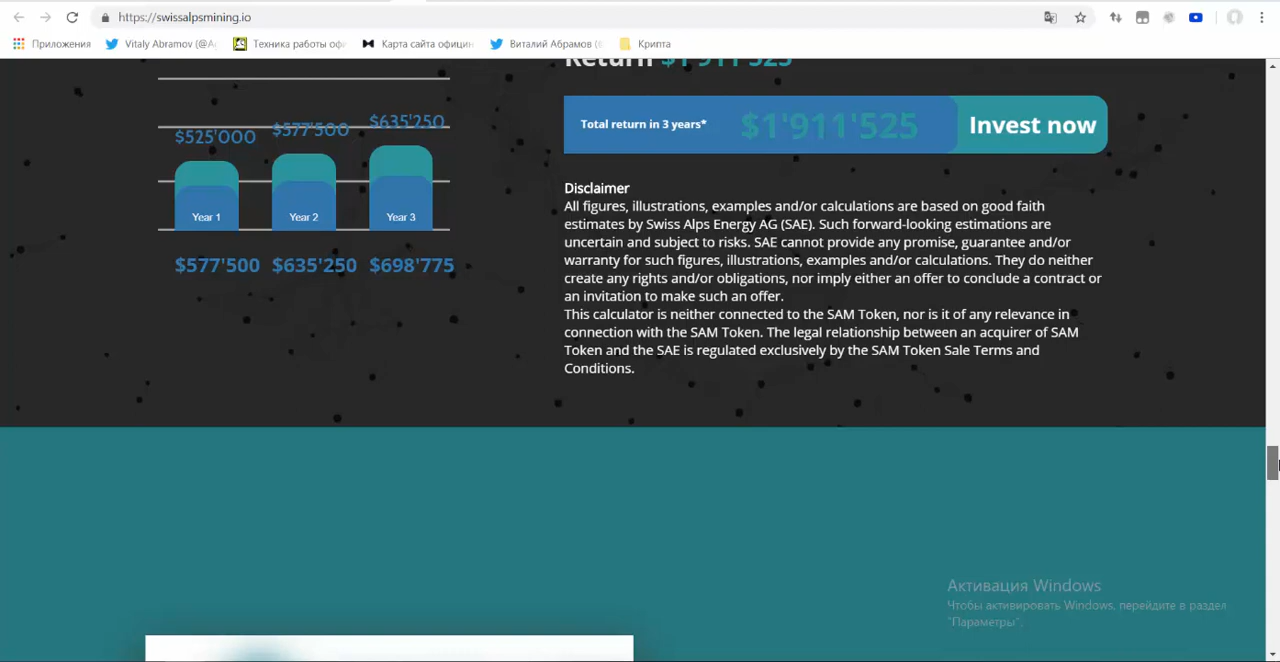 https://swissalpsmining.io
Приложения Vitaly Abramov (@A Техника работы оф Карта сайта официн Виталий Абрамов ( Крипта
Return $1'911'525
$525'000 $577'500 $635'250
Year 1 Year 2 Year 3
$577'500 $635'250 $698'775
Total return in 3 years* $1'911'525 Invest now
Disclaimer
All figures, illustrations, examples and/or calculations are based on good faith
estimates by Swiss Alps Energy AG (SAE). Such forward-looking estimations are
uncertain and subject to risks. SAE cannot provide any promise, guarantee and/or
warranty for such figures, illustrations, examples and/or calculations. They do neither
create any rights and/or obligations, nor imply either an offer to conclude a contract or
an invitation to make such an offer.
This calculator is neither connected to the SAM Token, nor is it of any relevance in
connection with the SAM Token. The legal relationship between an acquirer of SAM
Token and the SAE is regulated exclusively by the SAM Token Sale Terms and
Conditions.
Активация Windows
Чтобы активировать Windows, перейдите в раздел
"Параметры".